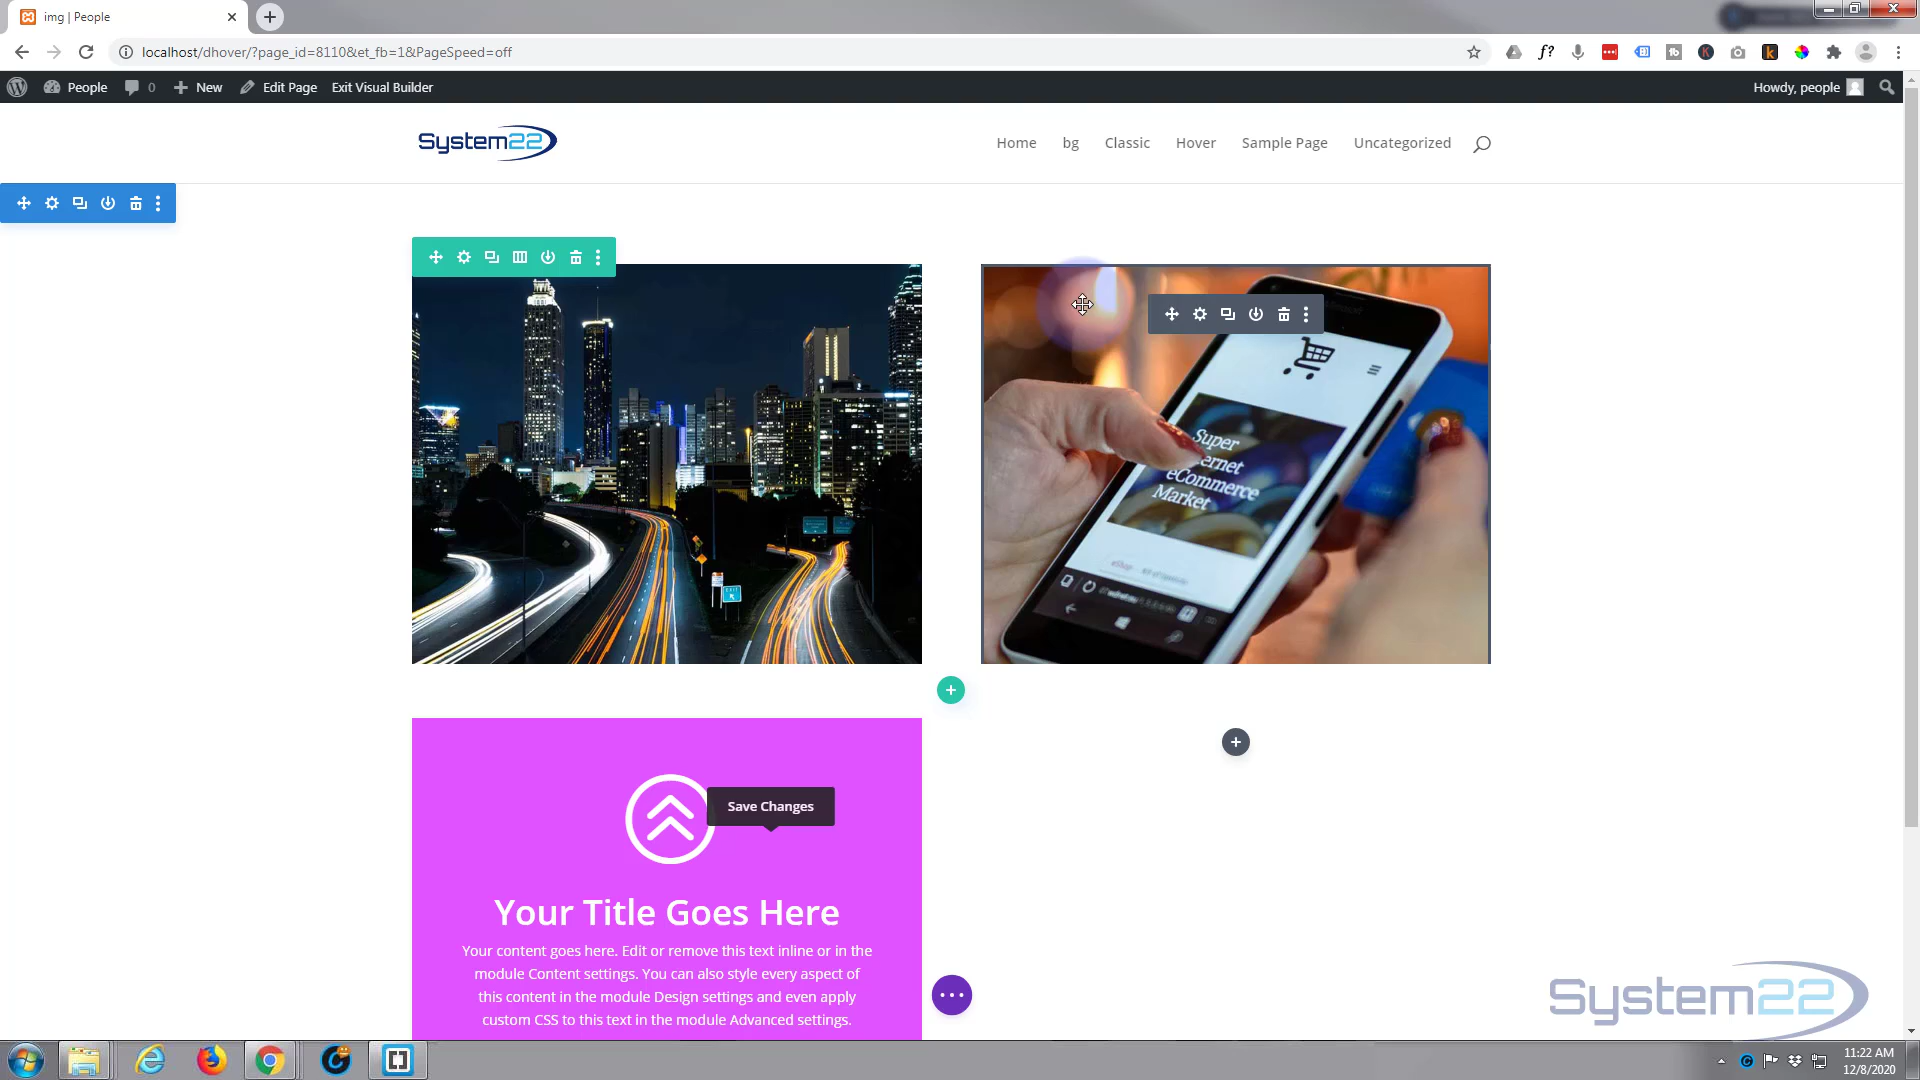 img | People
localhost/dhover/?page_id=8110&et_fb=1&PageSpeed=off
People
0
New
Edit Page
Exit Visual Builder
Howdy, people
System22
Home
bg
Classic
Hover
Sample Page
Uncategorized
Super
eCommerce
Market
EXIT
Save Changes
Your Title Goes Here
Your content goes here. Edit or remove this text inline or in the
module Content settings. You can also style every aspect of
this content in the module Design settings and even apply
custom CSS to this text in the module Advanced settings.
System22
11:22 AM
12/8/2020